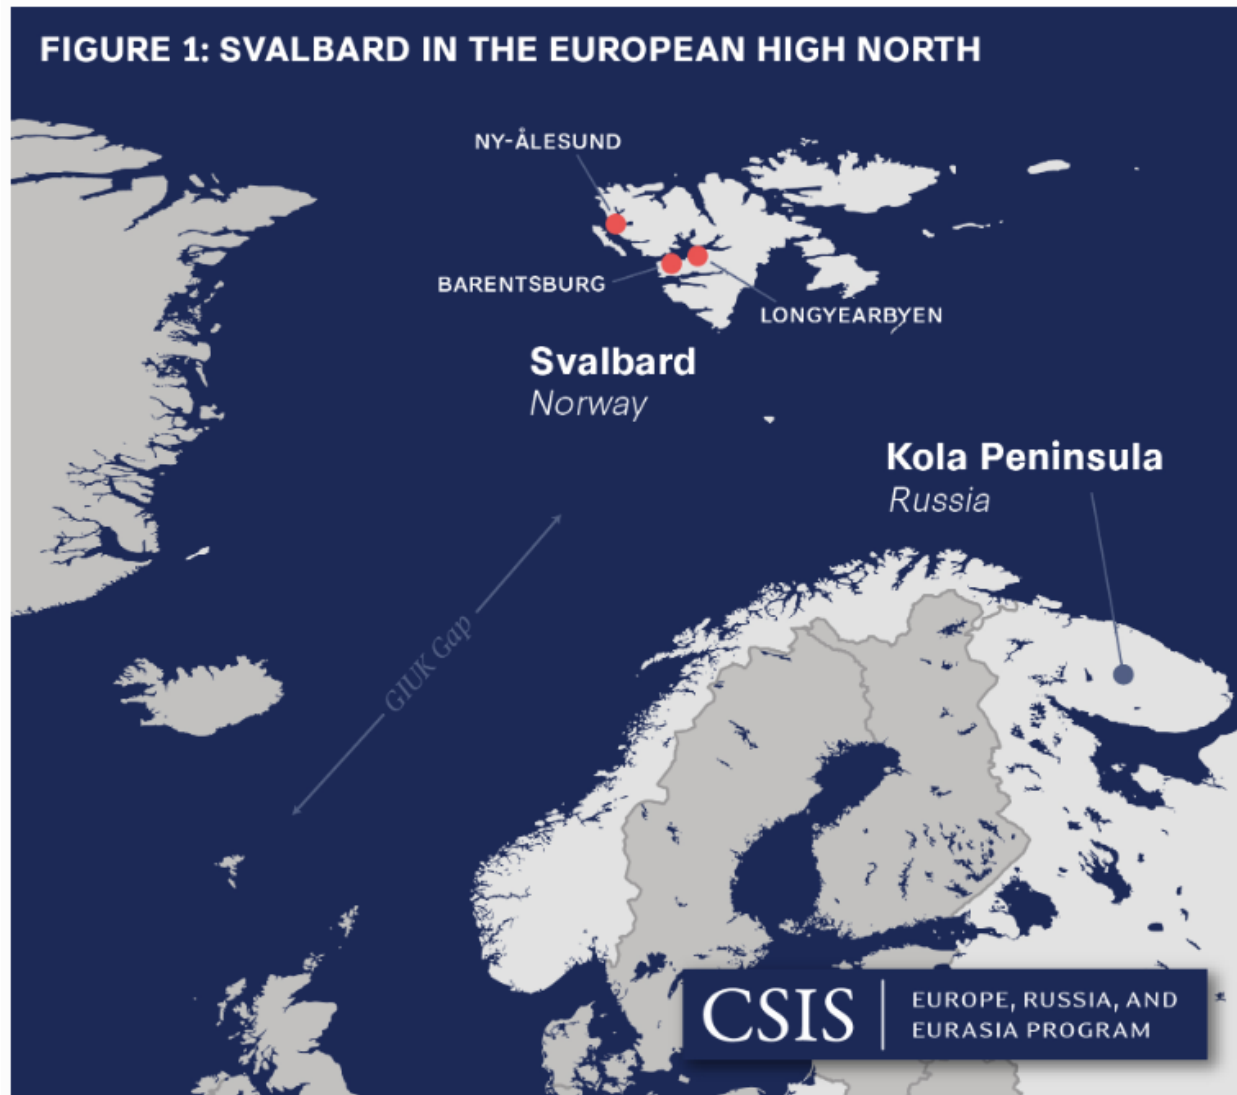 FIGURE 1: SVALBARD IN THE EUROPEAN HIGH NORTH
NY-ÅLESUND
BARENTSBURG
LONGYEARBYEN
Svalbard
Norway
Kola Peninsula
Russia
GIUK Gap
CSIS
EUROPE, RUSSIA, AND
EURASIA PROGRAM